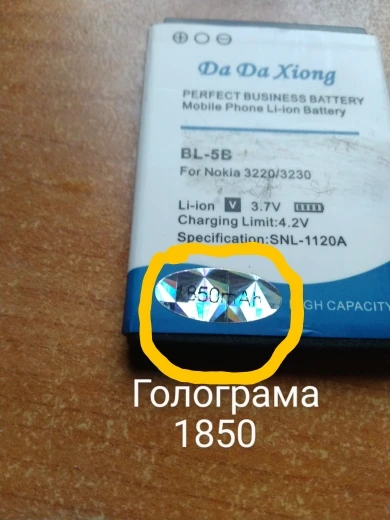 Da Da Xiong
PERFECT BUSINESS BATTERY
Mobile Phone Li-ion Battery
BL-5B
For Nokia 3220/3230
Li-ion V 3.7V
Charging Limit:4.2V
Specification:SNL-1120A
1850mAh
HIGH CAPACITY
Голограма
1850